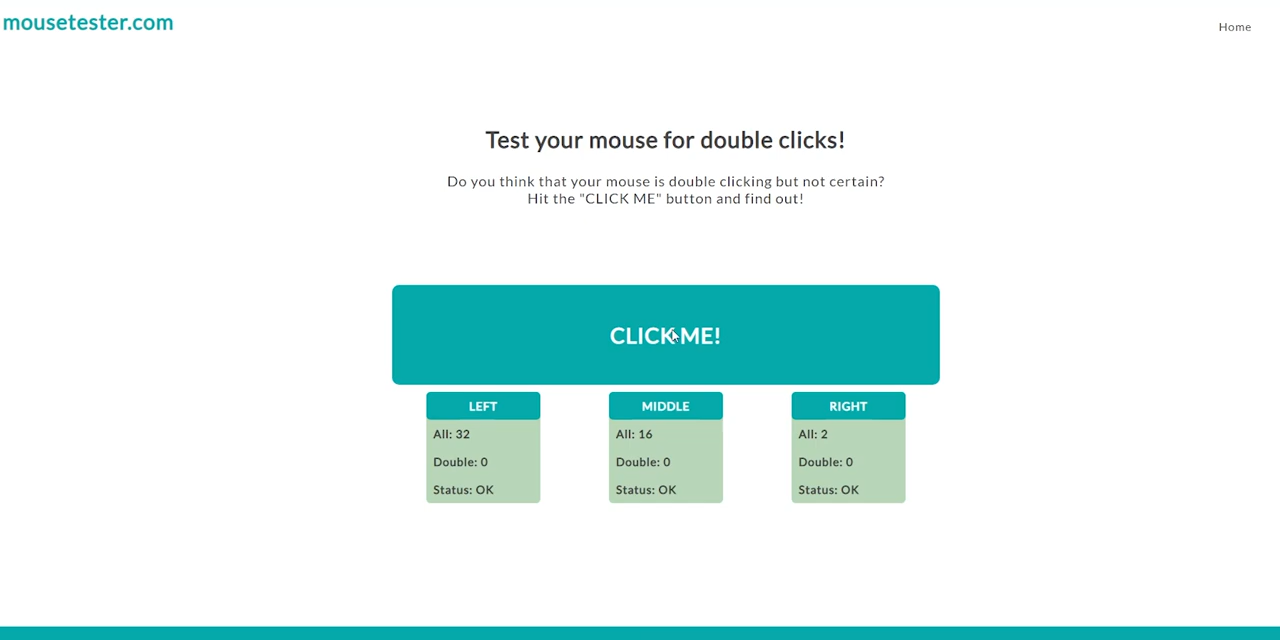 mousetester.com
Home
Test your mouse for double clicks!
Do you think that your mouse is double clicking but not certain?
Hit the "CLICK ME" button and find out!
CLICK ME!
LEFT
All: 32
Double: 0
Status: OK
MIDDLE
All: 16
Double: 0
Status: OK
RIGHT
All: 2
Double: 0
Status: OK